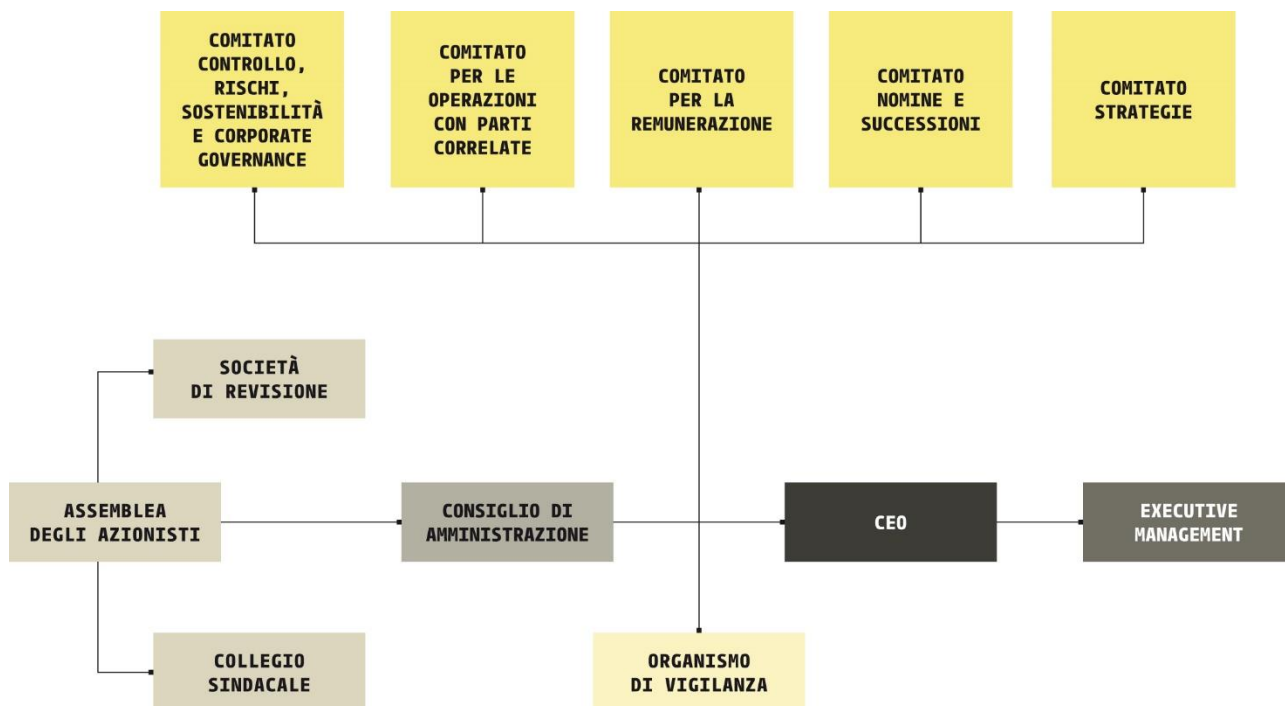 COMITATO
CONTROLLO,
RISCHI,
SOSTENIBILITÀ
E CORPORATE
GOVERNANCE
COMITATO
PER LE
OPERAZIONI
CON PARTI
CORRELATE
COMITATO
PER LA
REMUNERAZIONE
COMITATO
NOMINE E
SUCCESSIONI
COMITATO
STRATEGIE
SOCIETÀ
DI REVISIONE
ASSEMBLEA
DEGLI AZIONISTI
CONSIGLIO DI
AMMINISTRAZIONE
CEO
EXECUTIVE
MANAGEMENT
COLLEGIO
SINDACALE
ORGANISMO
DI VIGILANZA